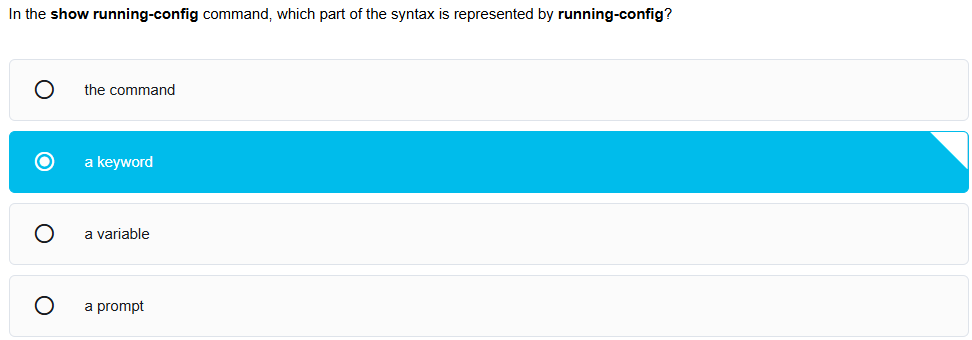 In the show running-config command, which part of the syntax is represented by running-config?
the command
a keyword
a variable
a prompt